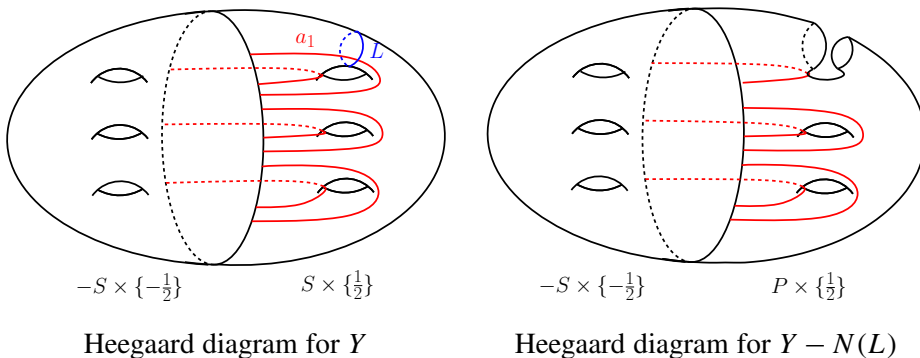 a₁
L
−S × {−½}
S × {½}
−S × {−½}
P × {½}
Heegaard diagram for Y
Heegaard diagram for Y − N(L)